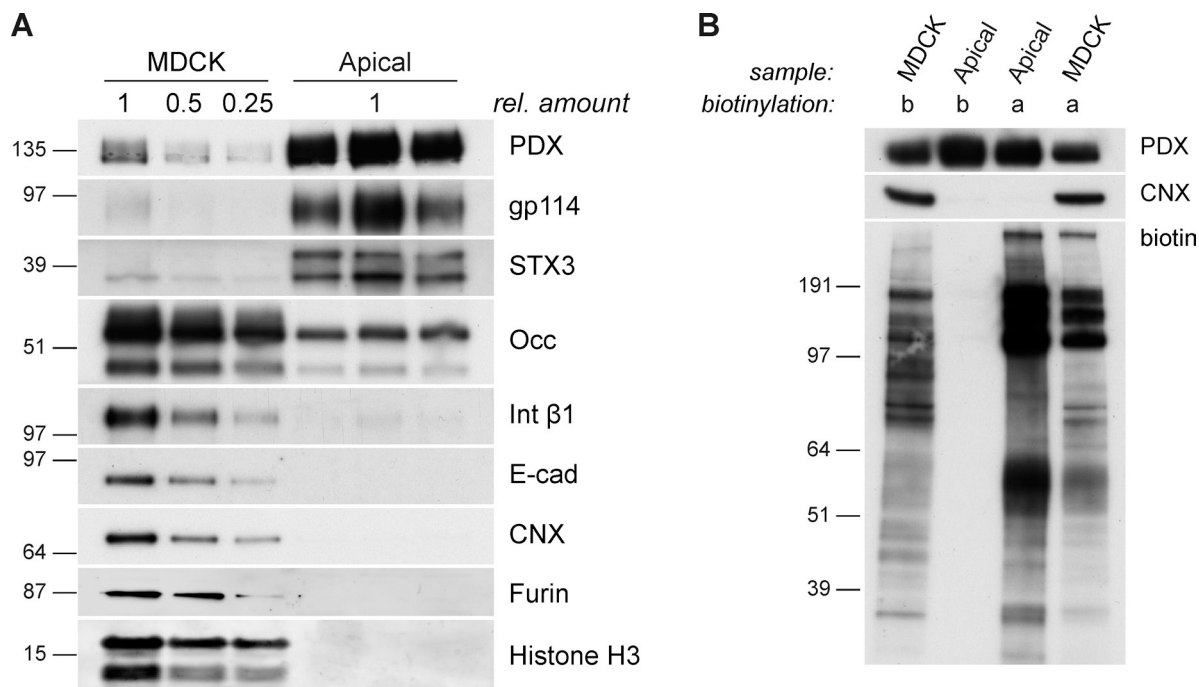 A
MDCK Apical
1 0.5 0.25 1 rel. amount
135 PDX
97 gp114
39 STX3
51 Occ
97 Int β1
97 E-cad
64 CNX
87 Furin
15 Histone H3
B
sample: MDCK Apical Apical MDCK
biotinylation: b b a a
PDX
CNX
biotin
191
97
64
51
39